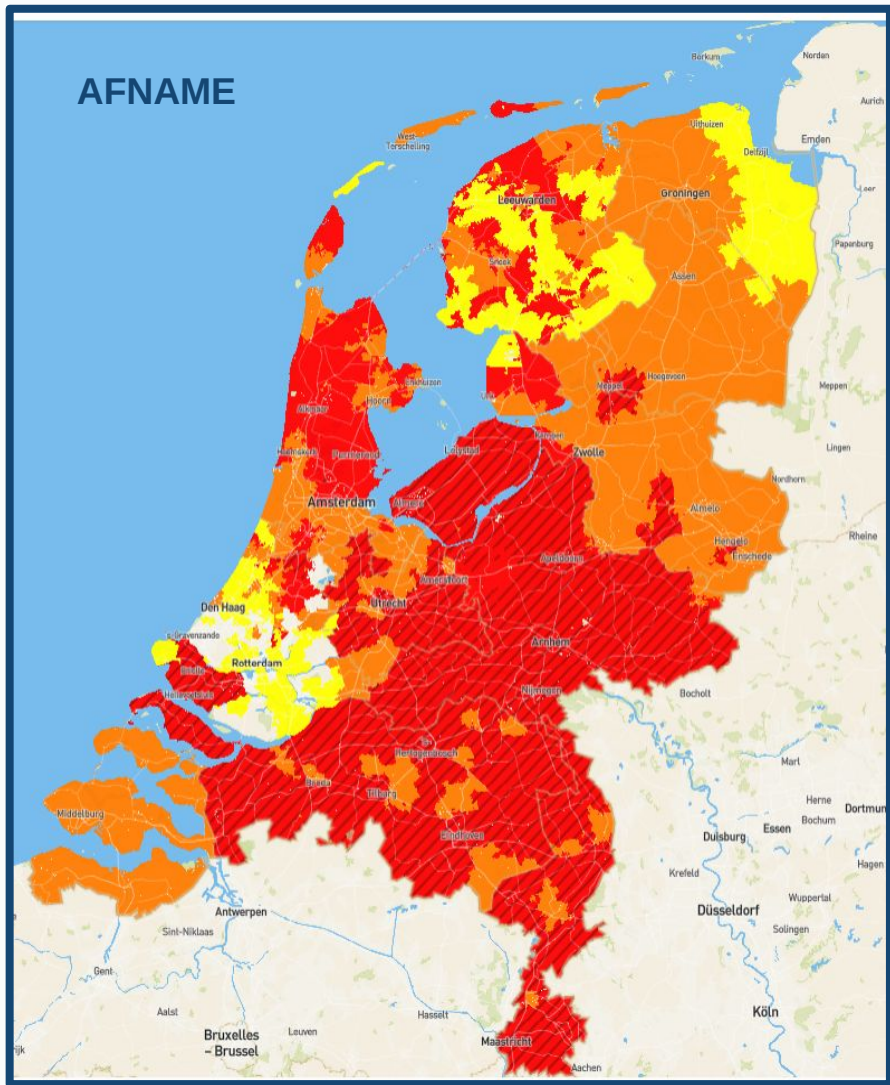 AFNAME
Borkum
Norden
Aurich
Uithuizen
Emden
West-
Terschelling
Delfzijl
Leer
Leeuwarden
Groningen
Papenburg
Sneek
Assen
Enkhuizen
Meppel
Hoogeveen
Meppen
Alkmaar
Hoorn
Urk
Lingen
Heemskerk
Purmerend
Lelystad
Kampen
Zwolle
Nordhorn
Amsterdam
Almere
Almelo
Rheine
Hengelo
Enschede
Amersfoort
Apeldoorn
Den Haag
Utrecht
's-Gravenzande
Rotterdam
Arnhem
Brielle
Hellevoetsluis
Nijmegen
Bocholt
's-
Hertogenbosch
Marl
Breda
Tilburg
Middelburg
Herne
Dortmun
Bochum
Essen
Duisburg
Eindhoven
Hagen
Krefeld
Wuppertal
Antwerpen
Düsseldorf
Solingen
Sint-Niklaas
Gent
Aalst
Hasselt
Köln
Bruxelles
– Brussel
Leuven
Maastricht
rijk
Aachen